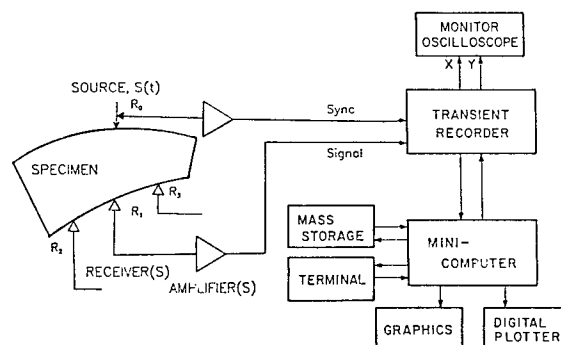 MONITOR
OSCILLOSCOPE
X Y
SOURCE, S(t)
R₀
Sync
TRANSIENT
RECORDER
Signal
SPECIMEN
R₃
R₁
R₂
MASS
STORAGE
MINI-
COMPUTER
RECEIVER(S)
AMPLIFIER(S)
TERMINAL
GRAPHICS
DIGITAL
PLOTTER